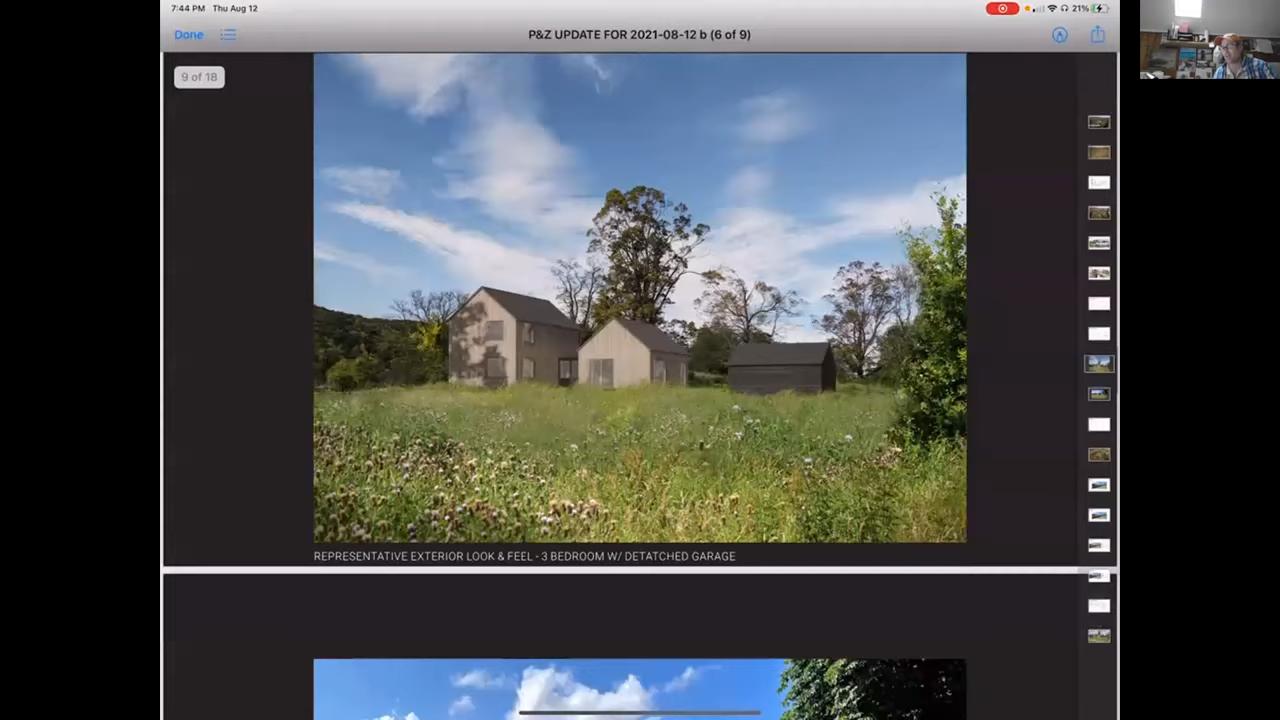 7:44 PM Thu Aug 12
21%
Done
P&Z UPDATE FOR 2021-08-12 b (6 of 9)
9 of 18
REPRESENTATIVE EXTERIOR LOOK & FEEL - 3 BEDROOM W/ DETATCHED GARAGE